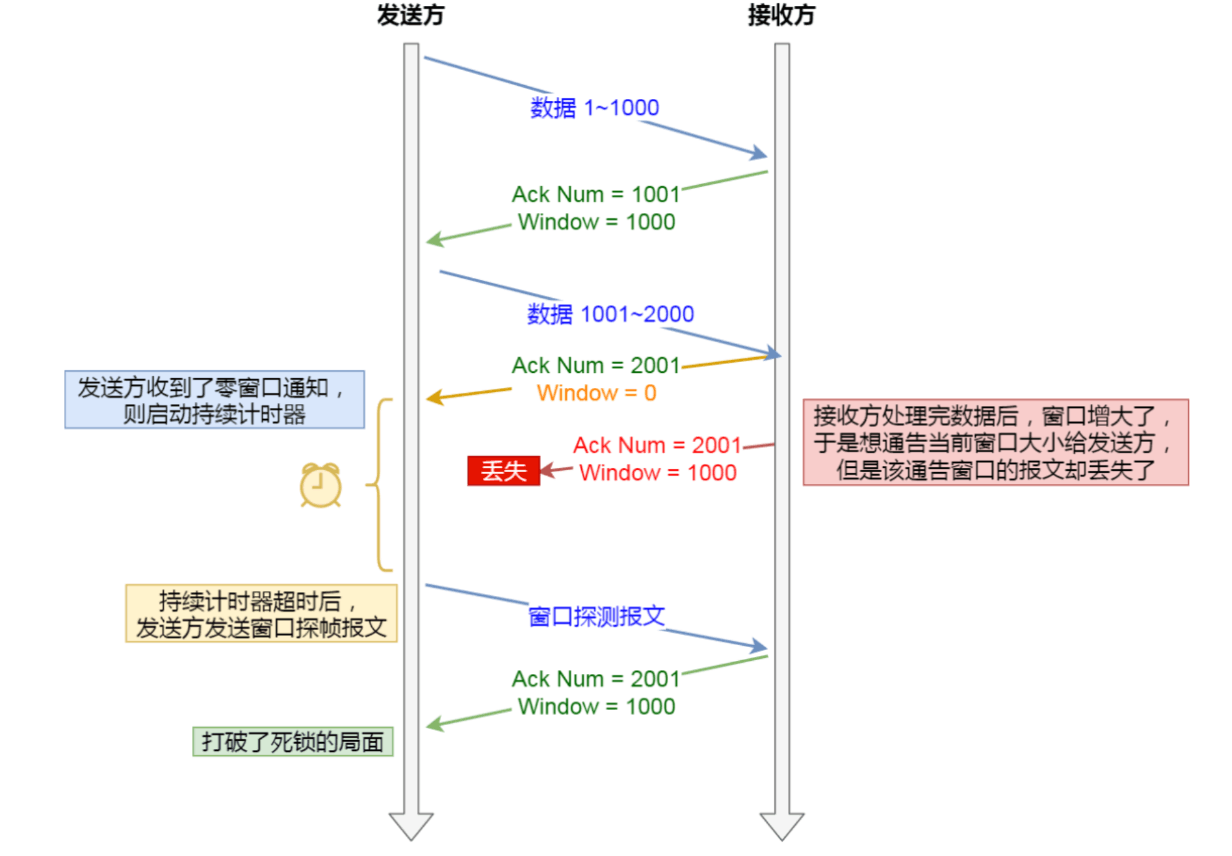 发送方
接收方
数据 1~1000
Ack Num = 1001
Window = 1000
数据 1001~2000
Ack Num = 2001
Window = 0
发送方收到了零窗口通知，
则启动持续计时器
接收方处理完数据后，窗口增大了，
于是想通告当前窗口大小给发送方，
但是该通告窗口的报文却丢失了
Ack Num = 2001
Window = 1000
丢失
持续计时器超时后，
发送方发送窗口探帧报文
窗口探测报文
Ack Num = 2001
Window = 1000
打破了死锁的局面